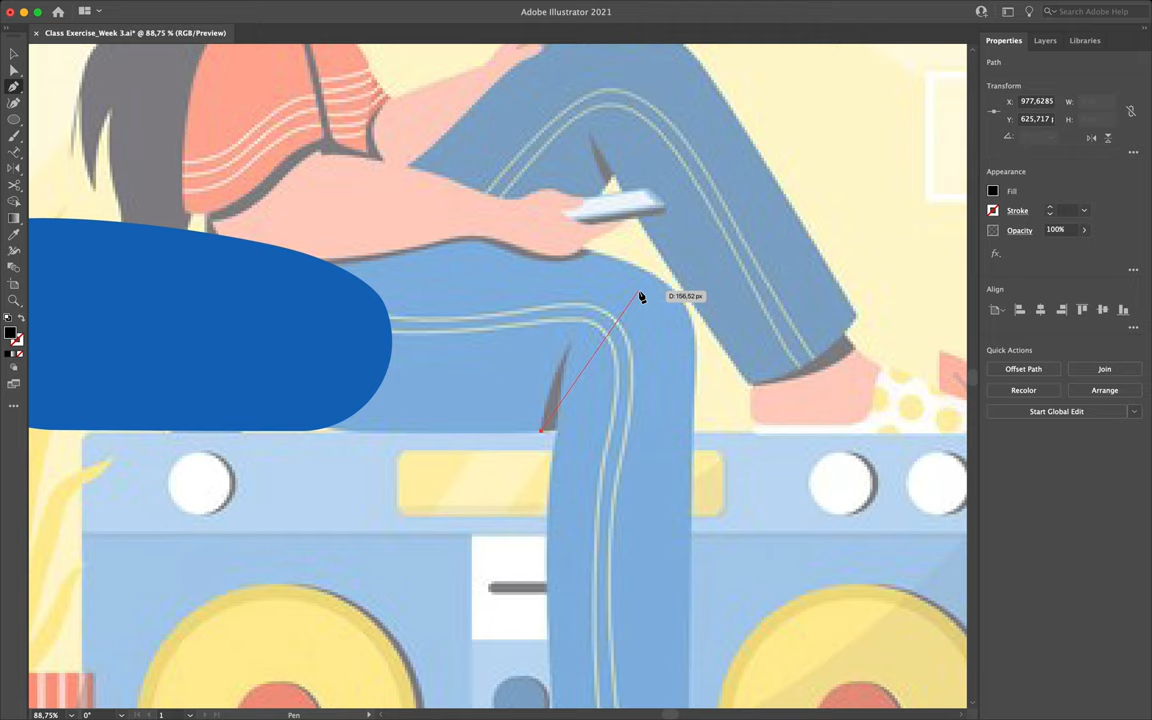 Adobe Illustrator 2021
Search Adobe Help
Class Exercise_Week 3.ai* @ 88,75 % (RGB/Preview)
Properties
Layers
Libraries
Path
Transform
X:
977,6285
W:
Y:
625,717 p
H:
Appearance
Fill
Stroke
Opacity
100%
fx.
Align
Quick Actions
Offset Path
Join
Recolor
Arrange
Start Global Edit
D:156,52 px
88,75%
0°
1
Pen